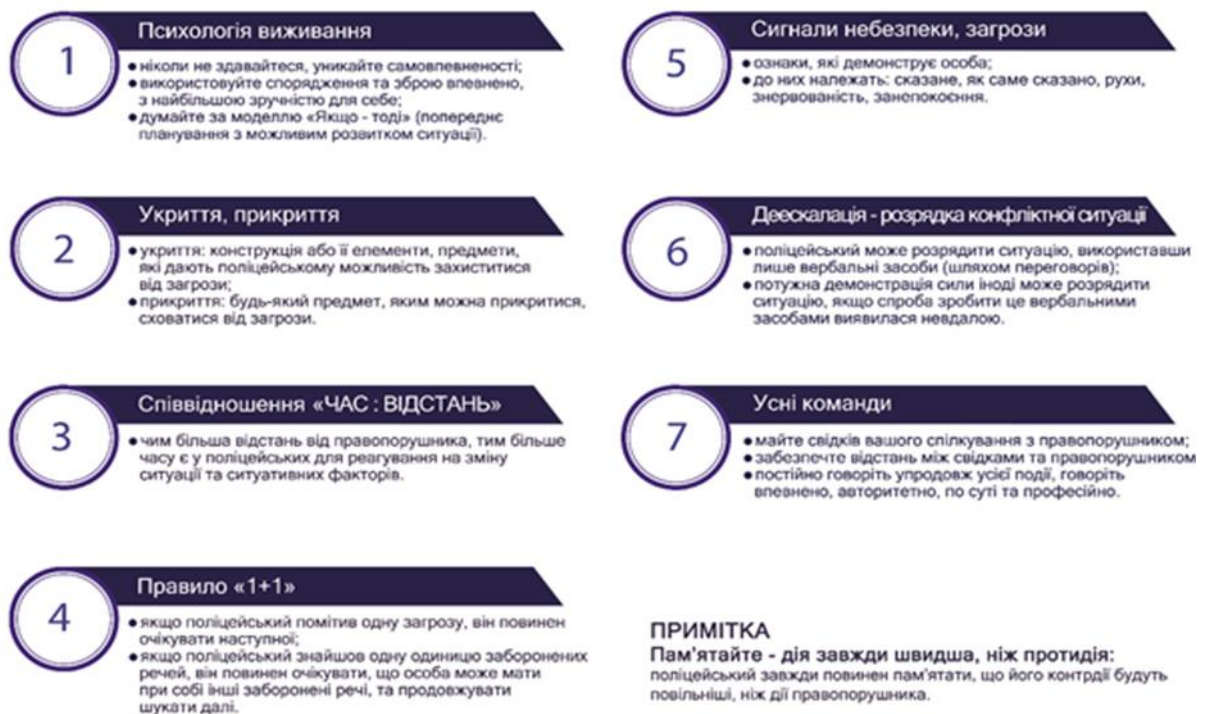 1
Психологія виживання
● ніколи не здавайтеся, уникайте самовпевненості;
● використовуйте спорядження та зброю впевнено,
з найбільшою зручністю для себе;
● думайте за моделлю «Якщо - тоді» (попереднє
планування з можливим розвитком ситуації).
2
Укриття, прикриття
● укриття: конструкція або її елементи, предмети,
які дають поліцейському можливість захиститися
від загрози;
● прикриття: будь-який предмет, яким можна прикритися,
сховатися від загрози.
3
Співвідношення «ЧАС : ВІДСТАНЬ»
● чим більша відстань від правопорушника, тим більше
часу є у поліцейських для реагування на зміну
ситуації та ситуативних факторів.
4
Правило «1+1»
● якщо поліцейський помітив одну загрозу, він повинен
очікувати наступної;
● якщо поліцейський знайшов одну одиницю заборонених
речей, він повинен очікувати, що особа може мати
при собі інші заборонені речі, та продовжувати
шукати далі.
5
Сигнали небезпеки, загрози
● ознаки, які демонструє особа;
● до них належать: сказане, як саме сказано, рухи,
знервованість, занепокоєння.
6
Деескалація - розрядка конфліктної ситуації
● поліцейський може розрядити ситуацію, використавши
лише вербальні засоби (шляхом переговорів);
● потужна демонстрація сили іноді може розрядити
ситуацію, якщо спроба зробити це вербальними
засобами виявилася невдалою.
7
Усні команди
● майте свідків вашого спілкування з правопорушником;
● забезпечте відстань між свідками та правопорушником
● постійно говоріть упродовж усієї події, говоріть
впевнено, авторитетно, по суті та професійно.
ПРИМІТКА
Пам'ятайте - дія завжди швидша, ніж протидія:
поліцейський завжди повинен пам'ятати, що його контрдії будуть
повільніші, ніж дії правопорушника.